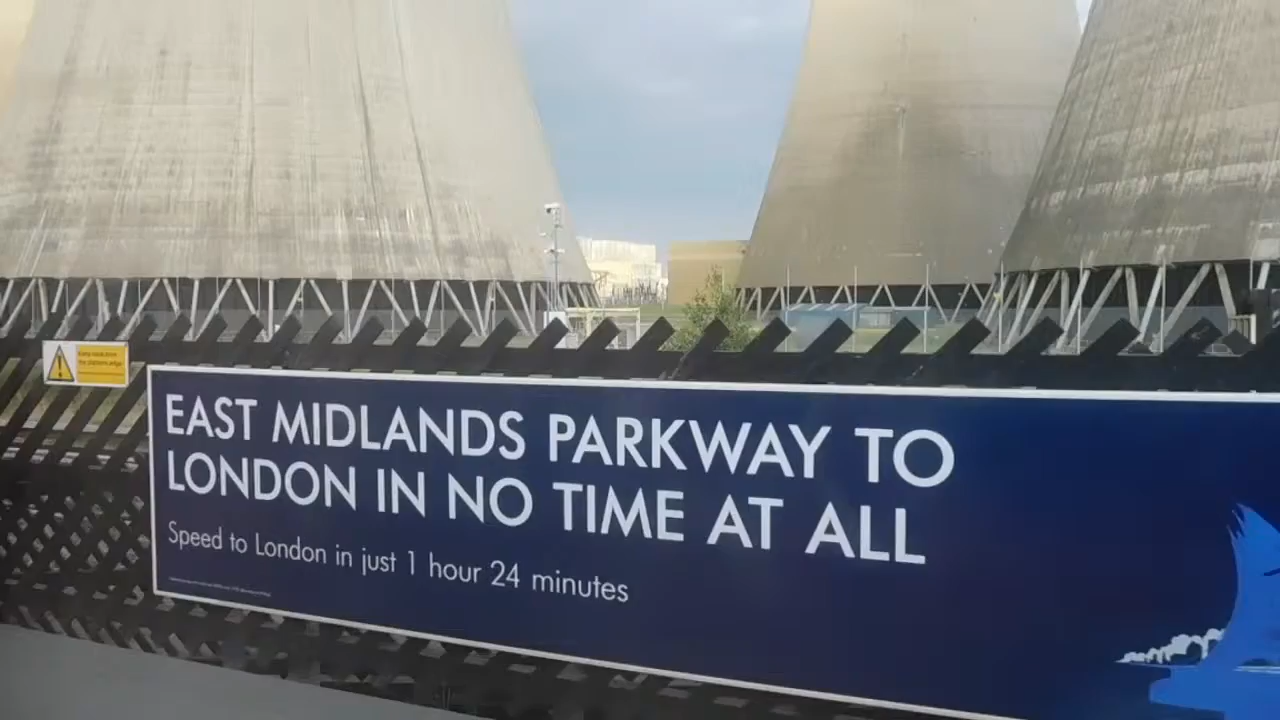 EAST MIDLANDS PARKWAY TO
LONDON IN NO TIME AT ALL
Speed to London in just 1 hour 24 minutes